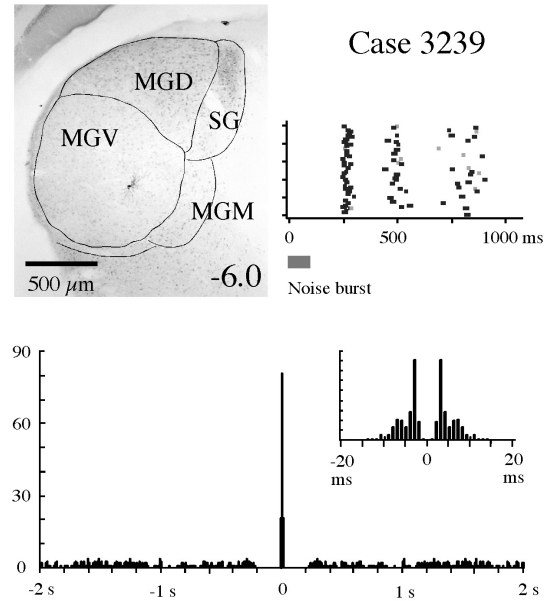 Case 3239
MGD
SG
MGV
MGM
500 µm
-6.0
0
500
1000 ms
Noise burst
90
60
30
0
-2 s
-1 s
0
1 s
2 s
-20
ms
0
20
ms